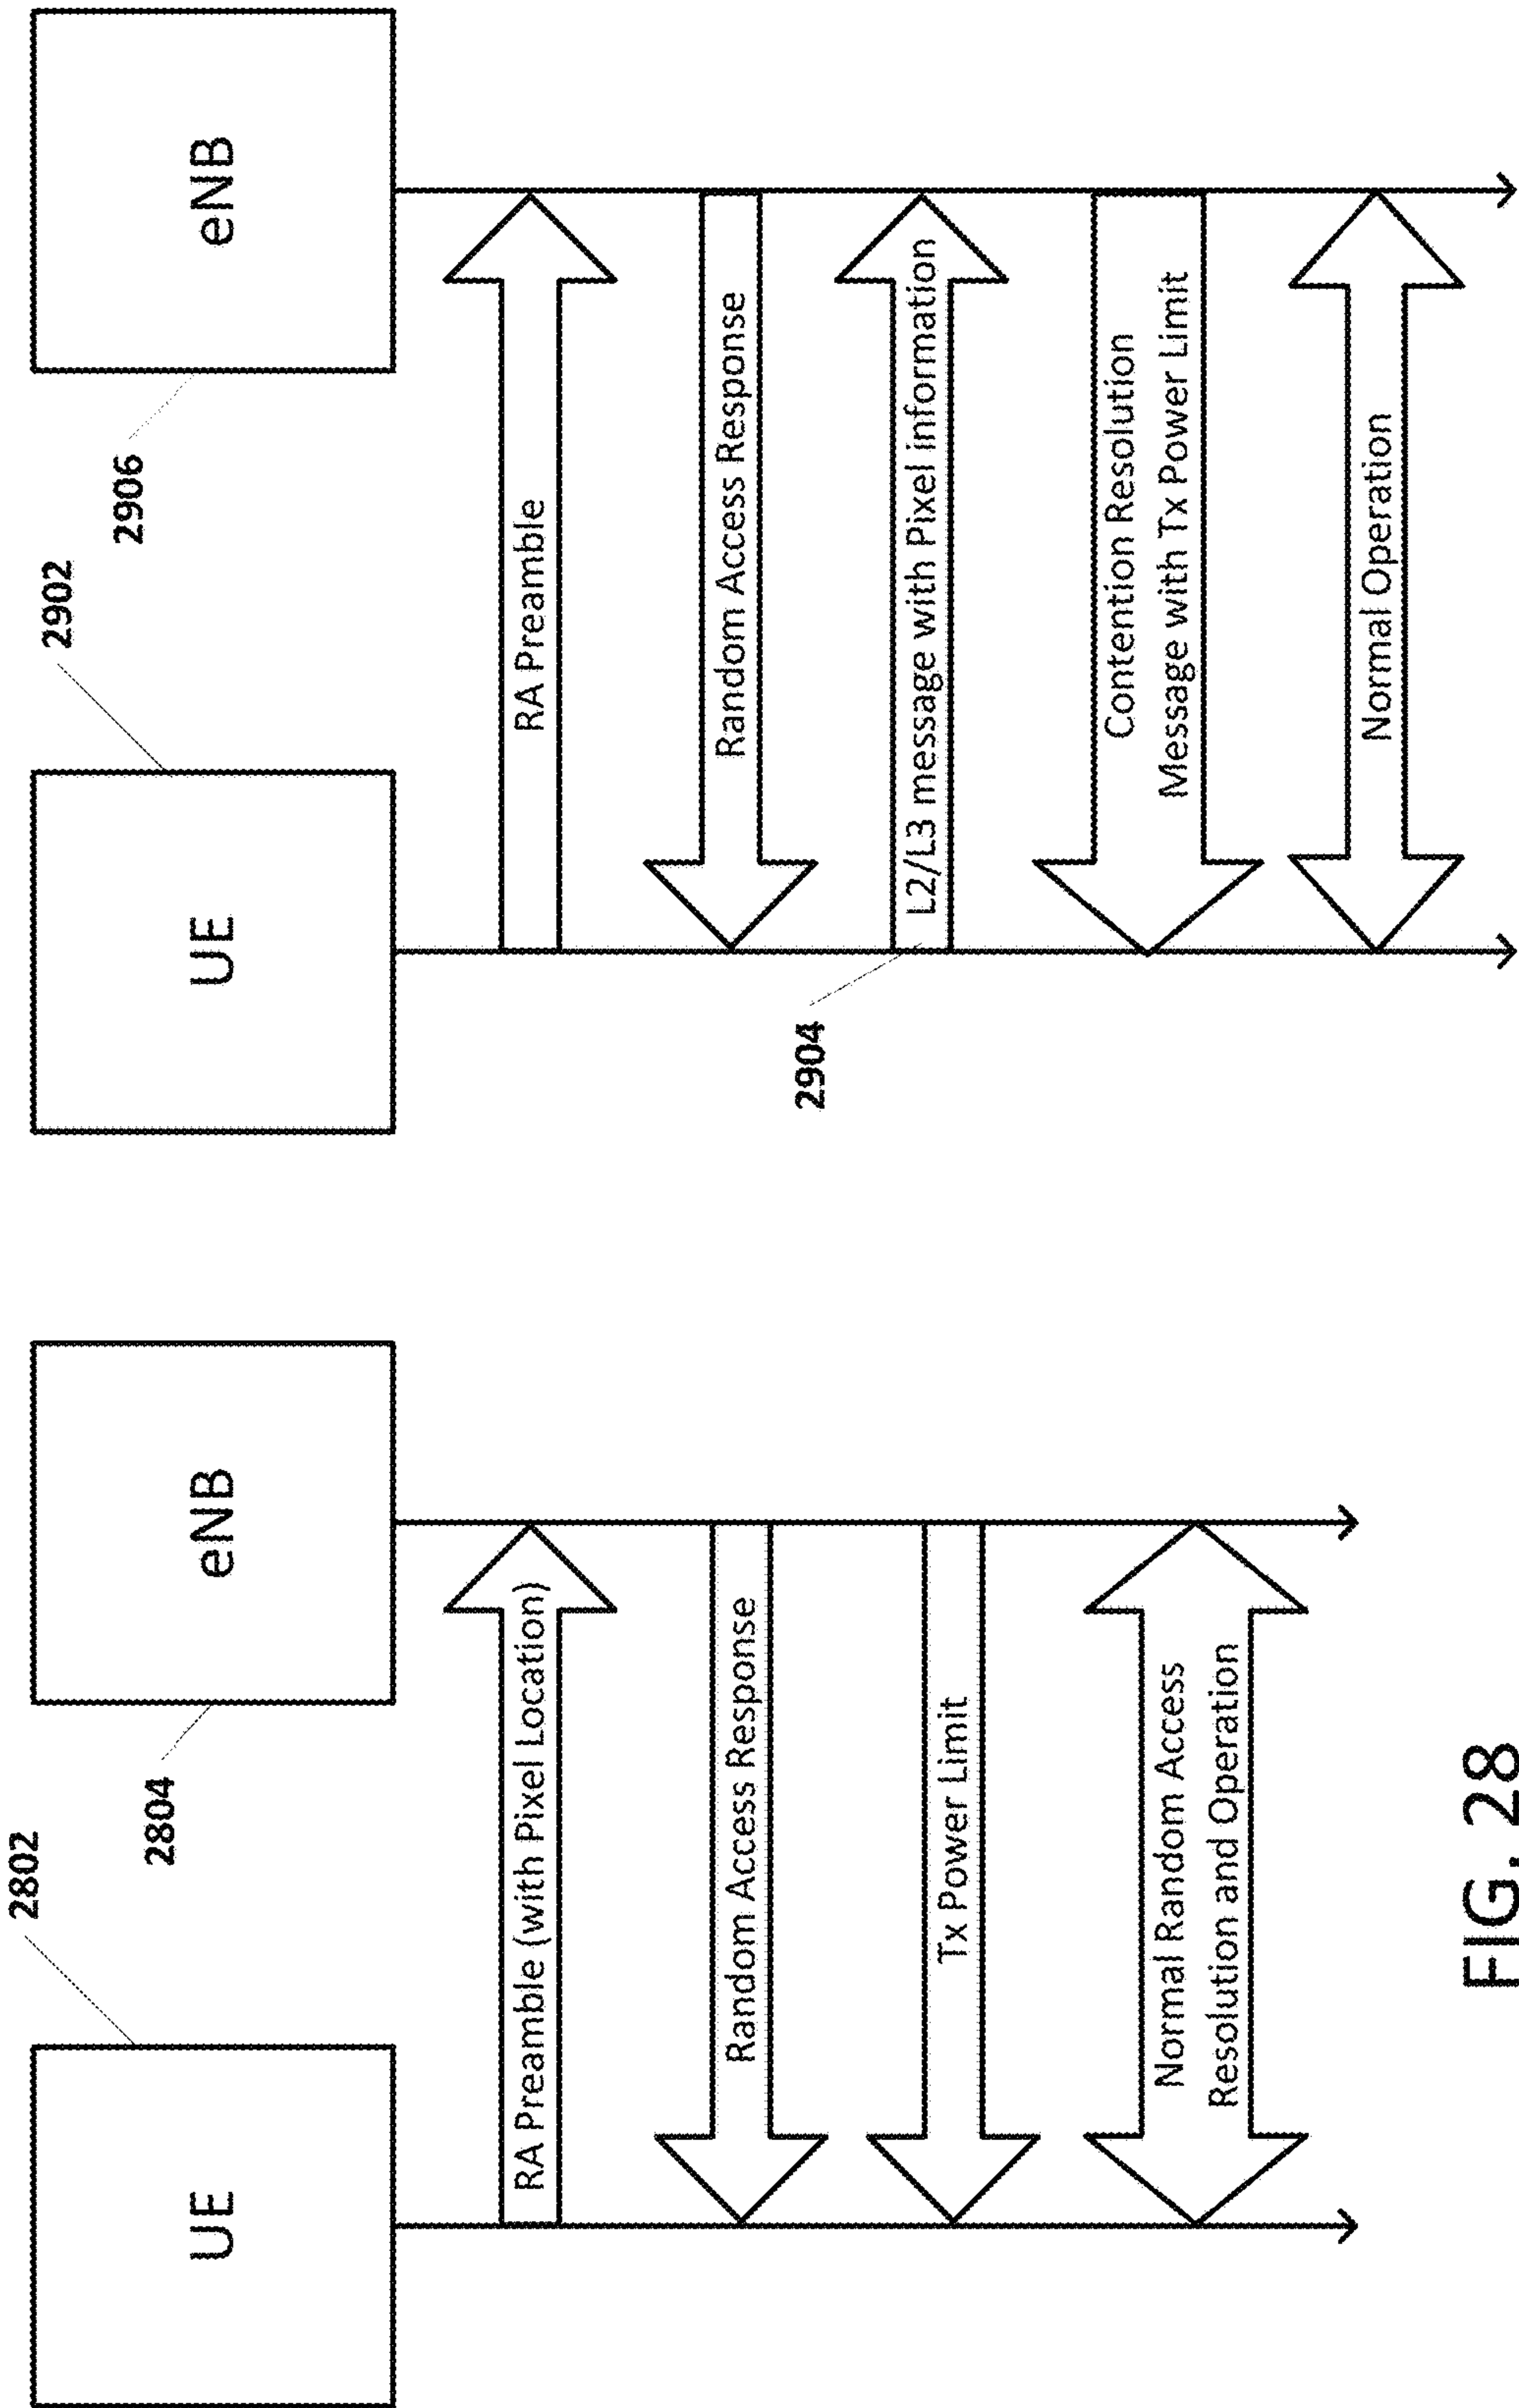 2802
UE
2804
eNB
RA Preamble (with Pixel Location)
Random Access Response
Tx Power Limit
Normal Random Access
Resolution and Operation
FIG. 28
2902
UE
2906
eNB
RA Preamble
Random Access Response
L2/L3 message with Pixel information
2904
Contention Resolution
Message with Tx Power Limit
Normal Operation